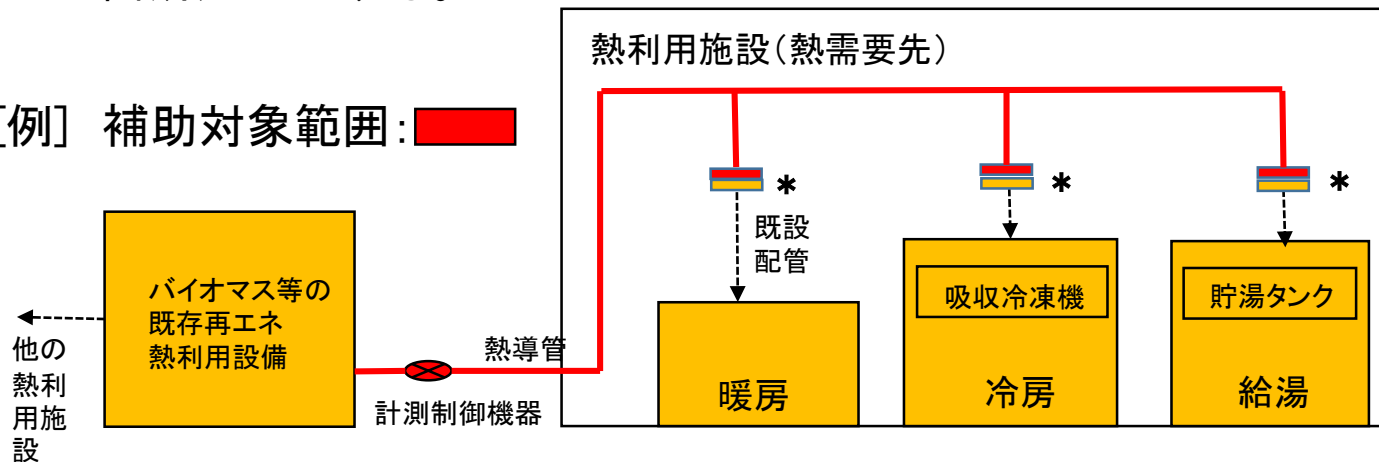 熱利用施設（熱需要先）
[例] 補助対象範囲:
*
*
*
既設
配管
バイオマス等の
既存再エネ
熱利用設備
吸収冷凍機
貯湯タンク
他の
熱利
用施
設
熱導管
計測制御機器
暖房
冷房
給湯